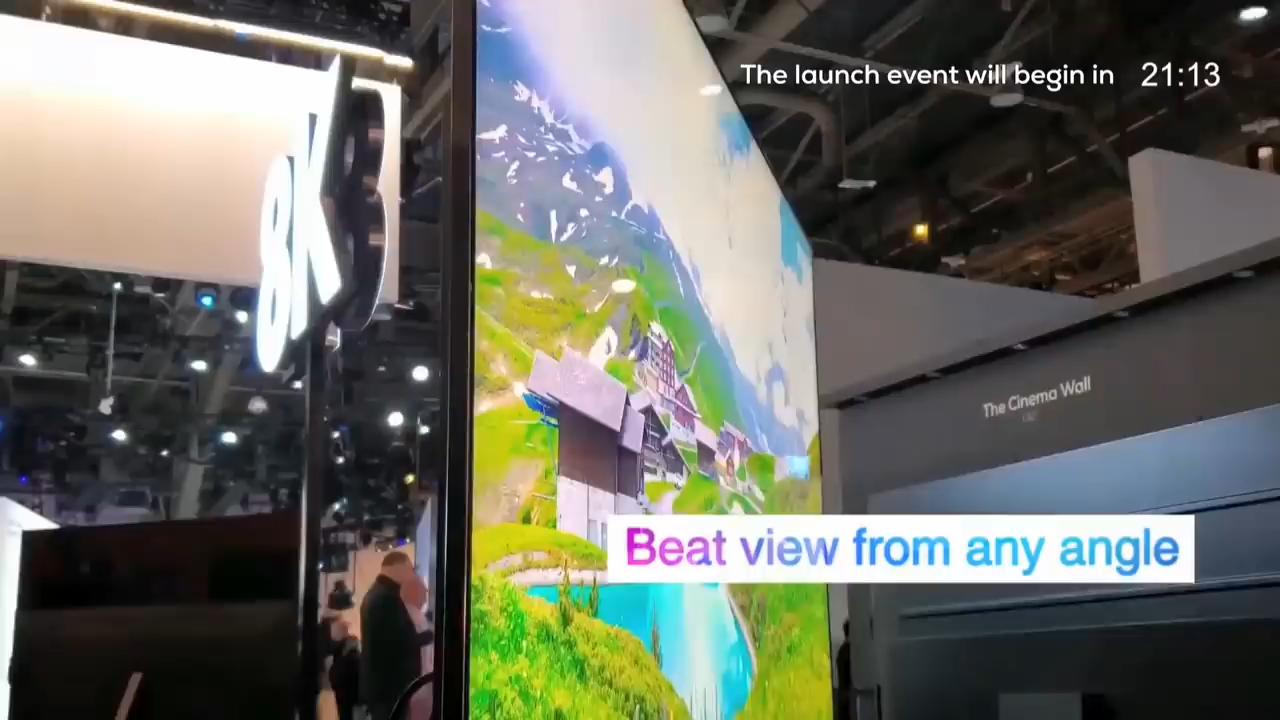 The launch event will begin in 21:13
8K
The Cinema Wall
Beat view from any angle